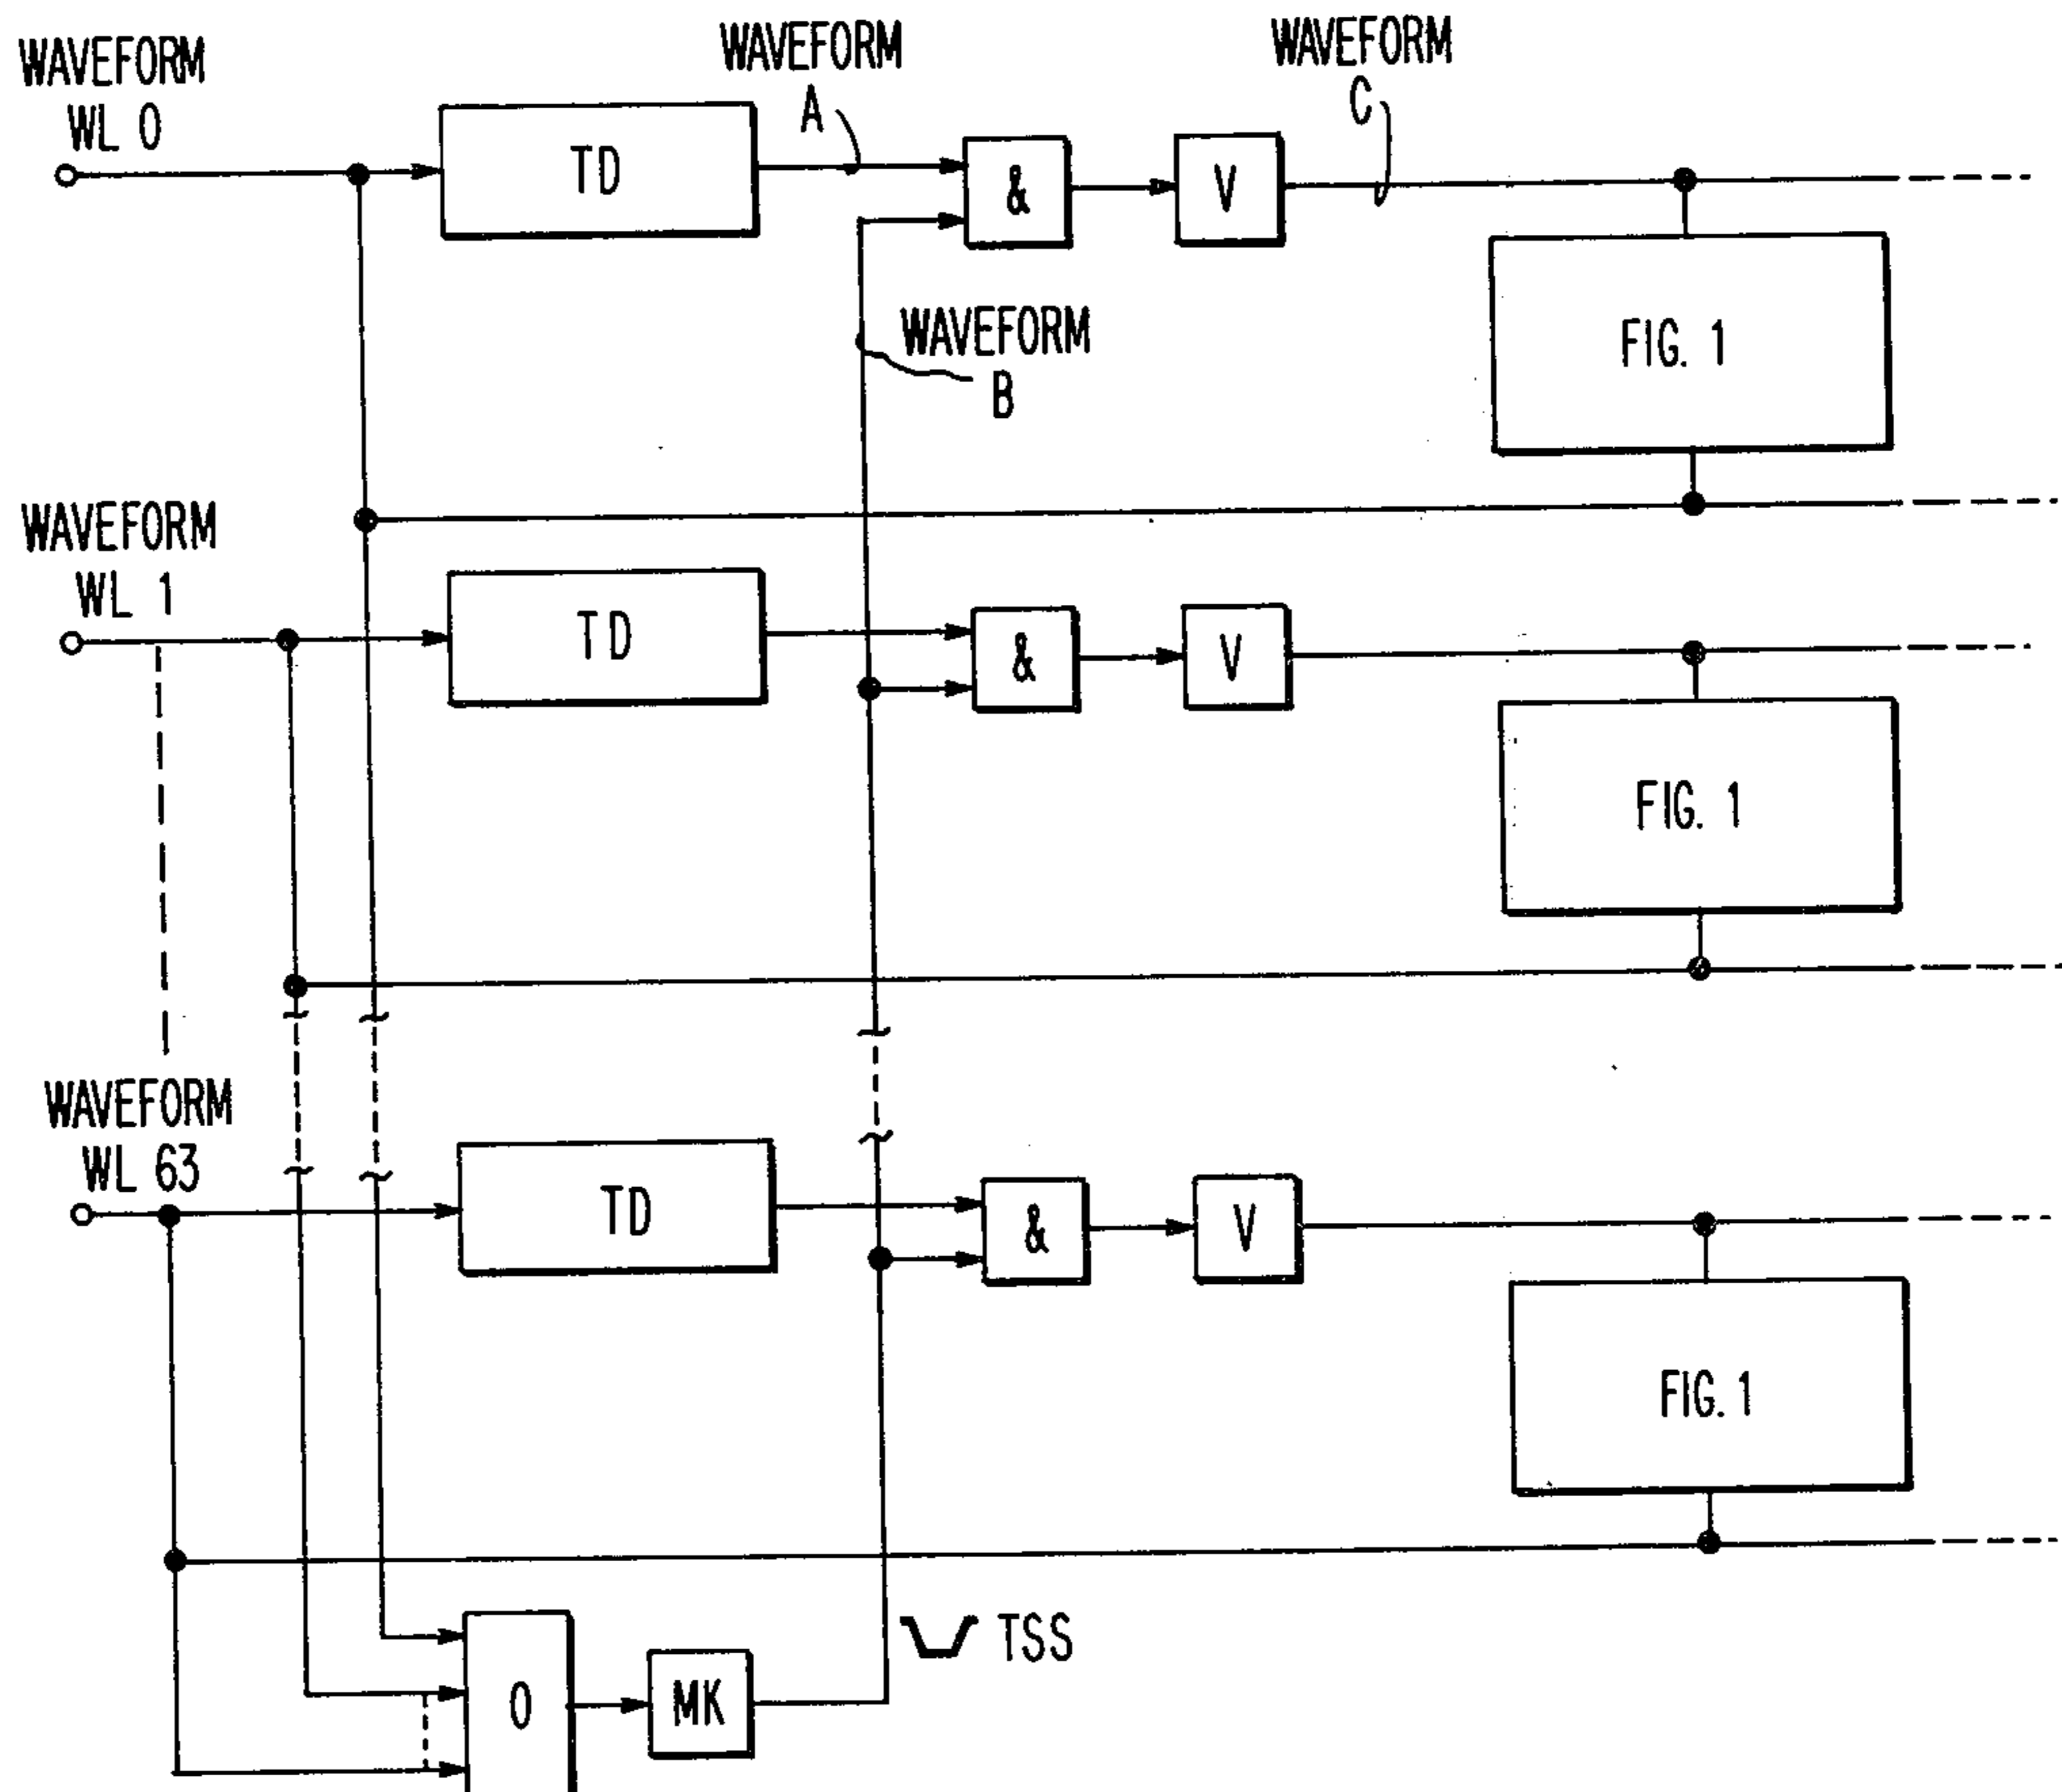 WAVEFORM
WL 0
WAVEFORM
A
WAVEFORM
C
TD
&
V
WAVEFORM
B
FIG. 1
WAVEFORM
WL 1
TD
&
V
FIG. 1
WAVEFORM
WL 63
TD
&
V
FIG. 1
TSS
O
MK